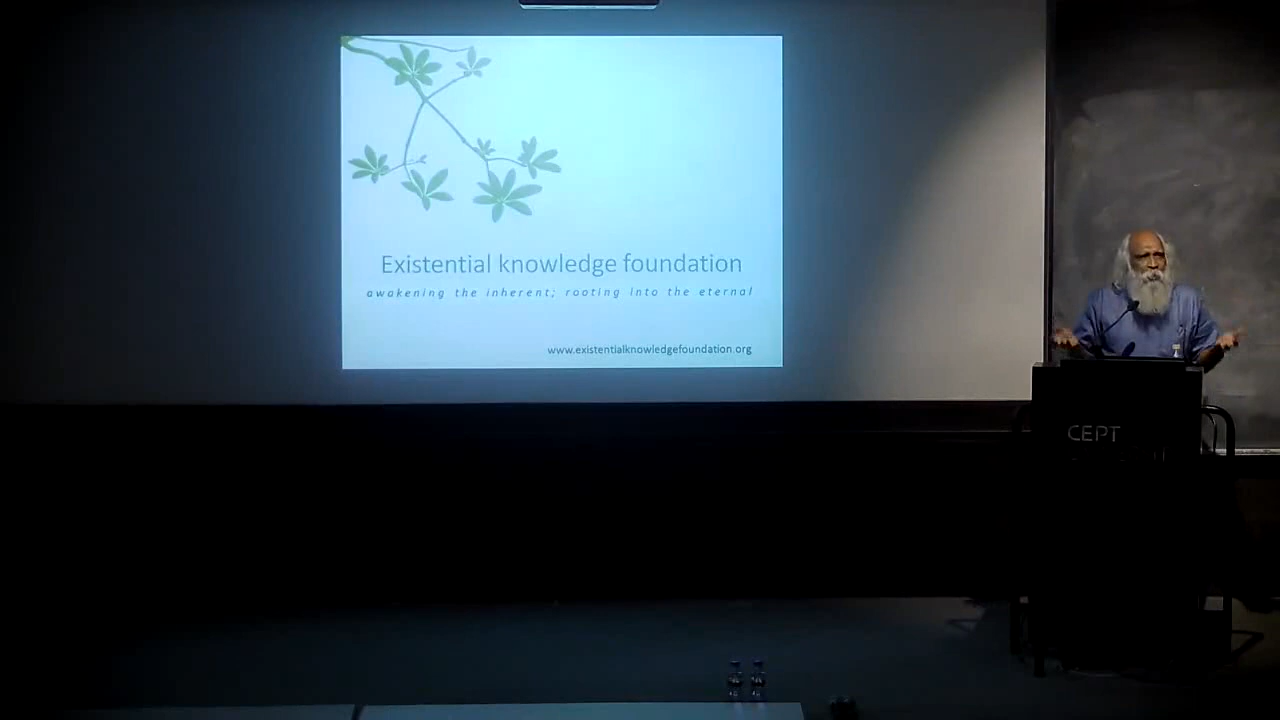 Existential knowledge foundation
awakening the inherent; rooting into the eternal
www.existentialknowledgefoundation.org
CEPT